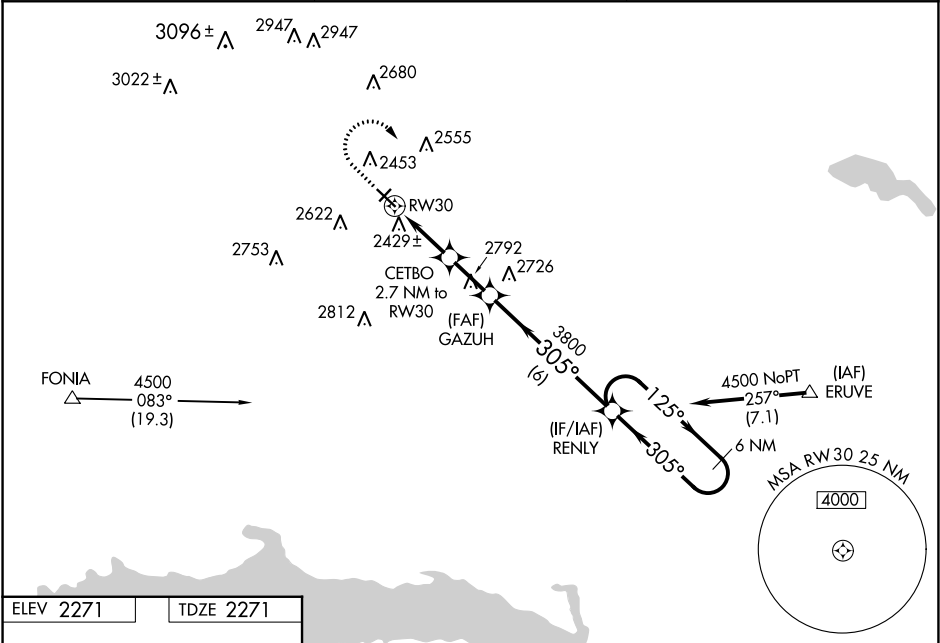 3096 ±
2947
2947
3022 ±
2680
2555
2453
RW30
2622
2429 ±
2792
2753
2726
CETBO
2.7 NM to
RW30
2812
(FAF)
GAZUH
3800
305°
(6)
FONIA
4500
083°
(19.3)
4500 NoPT
257°
(7.1)
(IAF)
ERUVE
125°
(IF/IAF)
RENLY
6 NM
305°
MSA RW30 25 NM
4000
ELEV 2271
TDZE 2271